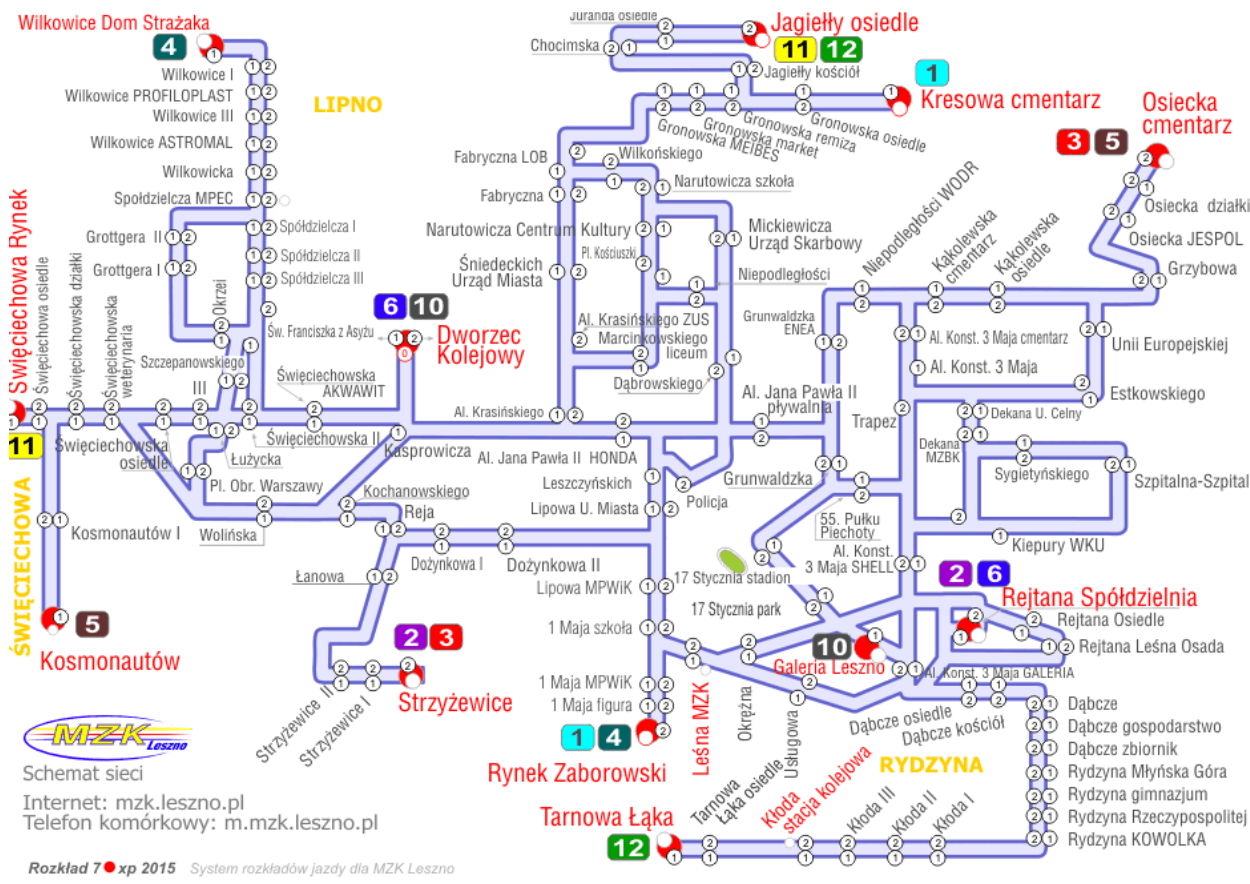 Wilkowice Dom Strażaka
4
Wilkowice I
Wilkowice PROFILOPLAST
Wilkowice III
Wilkowice ASTROMAL
Wilkowicka
Społdzielcza MPEC
LIPNO
Spółdzielcza I
Spółdzielcza II
Spółdzielcza III
Grottgera II
Grottgera I
Okrzei
Szczepanowskiego
III
Juranda osiedle
Chocimska
Jagiełły osiedle
11 12
Jagiełły kościół
1
Kresowa cmentarz
Gronowska MEIBES
Gronowska market
Gronowska remiza
Gronowska osiedle
Osiecka
cmentarz
3 5
Osiecka działki
Osiecka JESPOL
Grzybowa
Fabryczna LOB
Fabryczna
Wilkońskiego
Narutowicza szkoła
Narutowicza Centrum Kultury
Pl. Kościuszki
Mickiewicza
Urząd Skarbowy
Śniedeckich
Urząd Miasta
Niepodległości
Niepodległości WODR
Kąkolewska
cmentarz
Kąkolewska
osiedle
Al. Krasińskiego ZUS
Marcinkowskiego
liceum
Dąbrowskiego
Grunwaldzka
ENEA
Al. Konst. 3 Maja cmentarz
Al. Konst. 3 Maja
Unii Europejskiej
Estkowskiego
6 10
Dworzec
Kolejowy
Św. Franciszka z Asyżu
0
Święciechowa Rynek
11
Święciechowa osiedle
Święciechowska działki
Święciechowska
weterynaria
Święciechowska
AKWAWIT
Święciechowska II
Święciechowska
osiedle
Łużycka
Pl. Obr. Warszawy
Kasprowicza
Kochanowskiego
Wolińska
Reja
Al. Krasińskiego
Al. Jana Pawła II HONDA
Al. Jana Pawła II
pływalnia
Trapez
Dekana U. Celny
Dekana
MZBK
Sygietyńskiego
Szpitalna-Szpital
Kiepury WKU
Leszczyńskich
Lipowa U. Miasta
Policja
Grunwaldzka
55. Pułku
Piechoty
Al. Konst.
3 Maja SHELL
ŚWIĘCIECHOWA
Kosmonautów I
5
Kosmonautów
Łanowa
Dożynkowa I
Dożynkowa II
2 3
Strzyżewice
Strzyżewice II
Strzyżewice I
Lipowa MPWiK
1 Maja szkoła
1 Maja MPWiK
1 Maja figura
1 4
Rynek Zaborowski
17 Stycznia stadion
17 Stycznia park
2 6
Rejtana Spółdzielnia
Rejtana Osiedle
Rejtana Leśna Osada
10
Galeria Leszno
Al. Konst. 3 Maja GALERIA
Leśna MZK
Okrężna
Usługowa
Dąbcze osiedle
Dąbcze kościół
Dąbcze
Dąbcze gospodarstwo
Dąbcze zbiornik
Rydzyna Młyńska Góra
Rydzyna gimnazjum
Rydzyna Rzeczypospolitej
Rydzyna KOWOLKA
RYDZYNA
Tarnowa Łąka
12
Tarnowa
Łąka osiedle
Kłoda
stacja kolejowa
Kłoda III
Kłoda II
Kłoda I
MZK Leszno
Schemat sieci
Internet: mzk.leszno.pl
Telefon komórkowy: m.mzk.leszno.pl
Rozkład 7 xp 2015 System rozkładów jazdy dla MZK Leszno